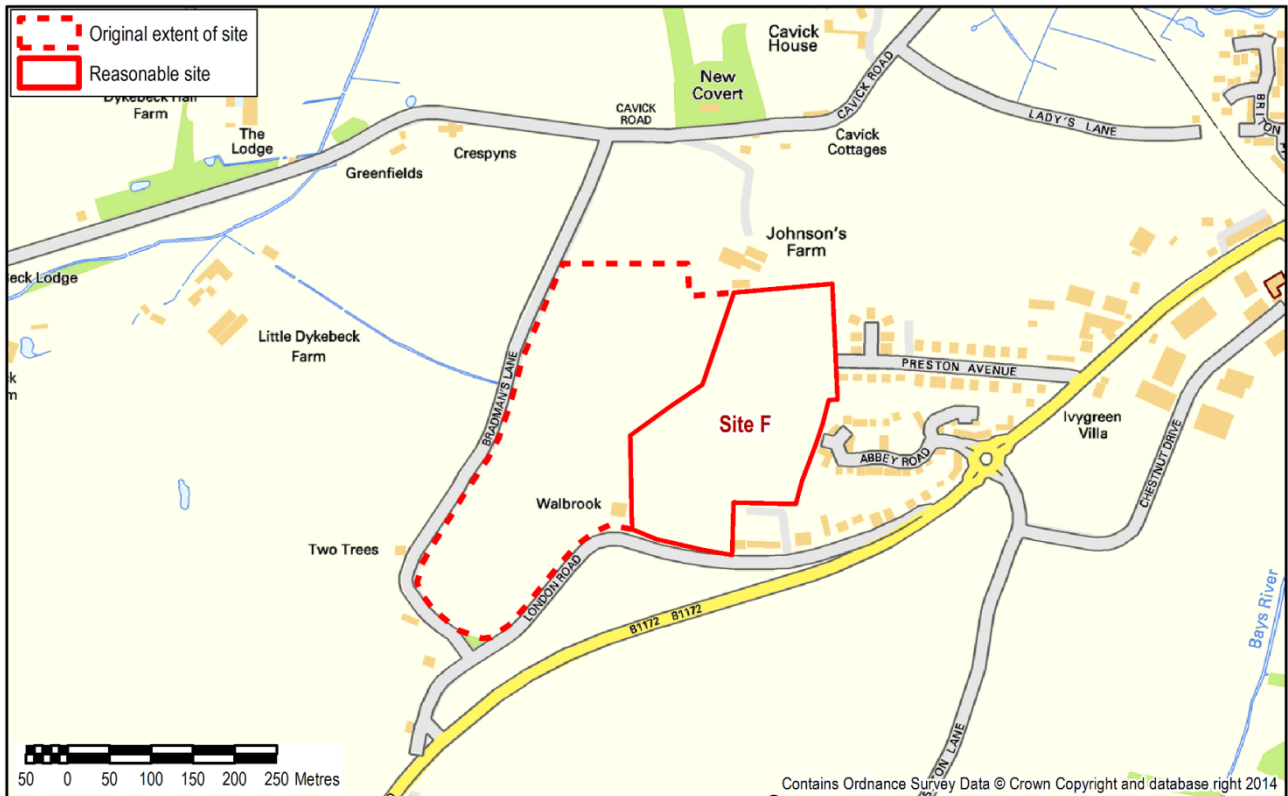 Original extent of site
Reasonable site
Dykebeck Hall
Farm
The
Lodge
Greenfields
Crespyns
CAVICK
ROAD
New
Covert
Cavick
House
CAVICK ROAD
Cavick
Cottages
LADY'S LANE
BRITON
Beck Lodge
Little Dykebeck
Farm
BRADMAN'S LANE
Johnson's
Farm
PRESTON AVENUE
Ivygreen
Villa
CHESTNUT DRIVE
Site F
ABBEY ROAD
Walbrook
Two Trees
LONDON ROAD
B1172 B1172
Bays River
50 0 50 100 150 200 250 Metres
Contains Ordnance Survey Data © Crown Copyright and database right 2014